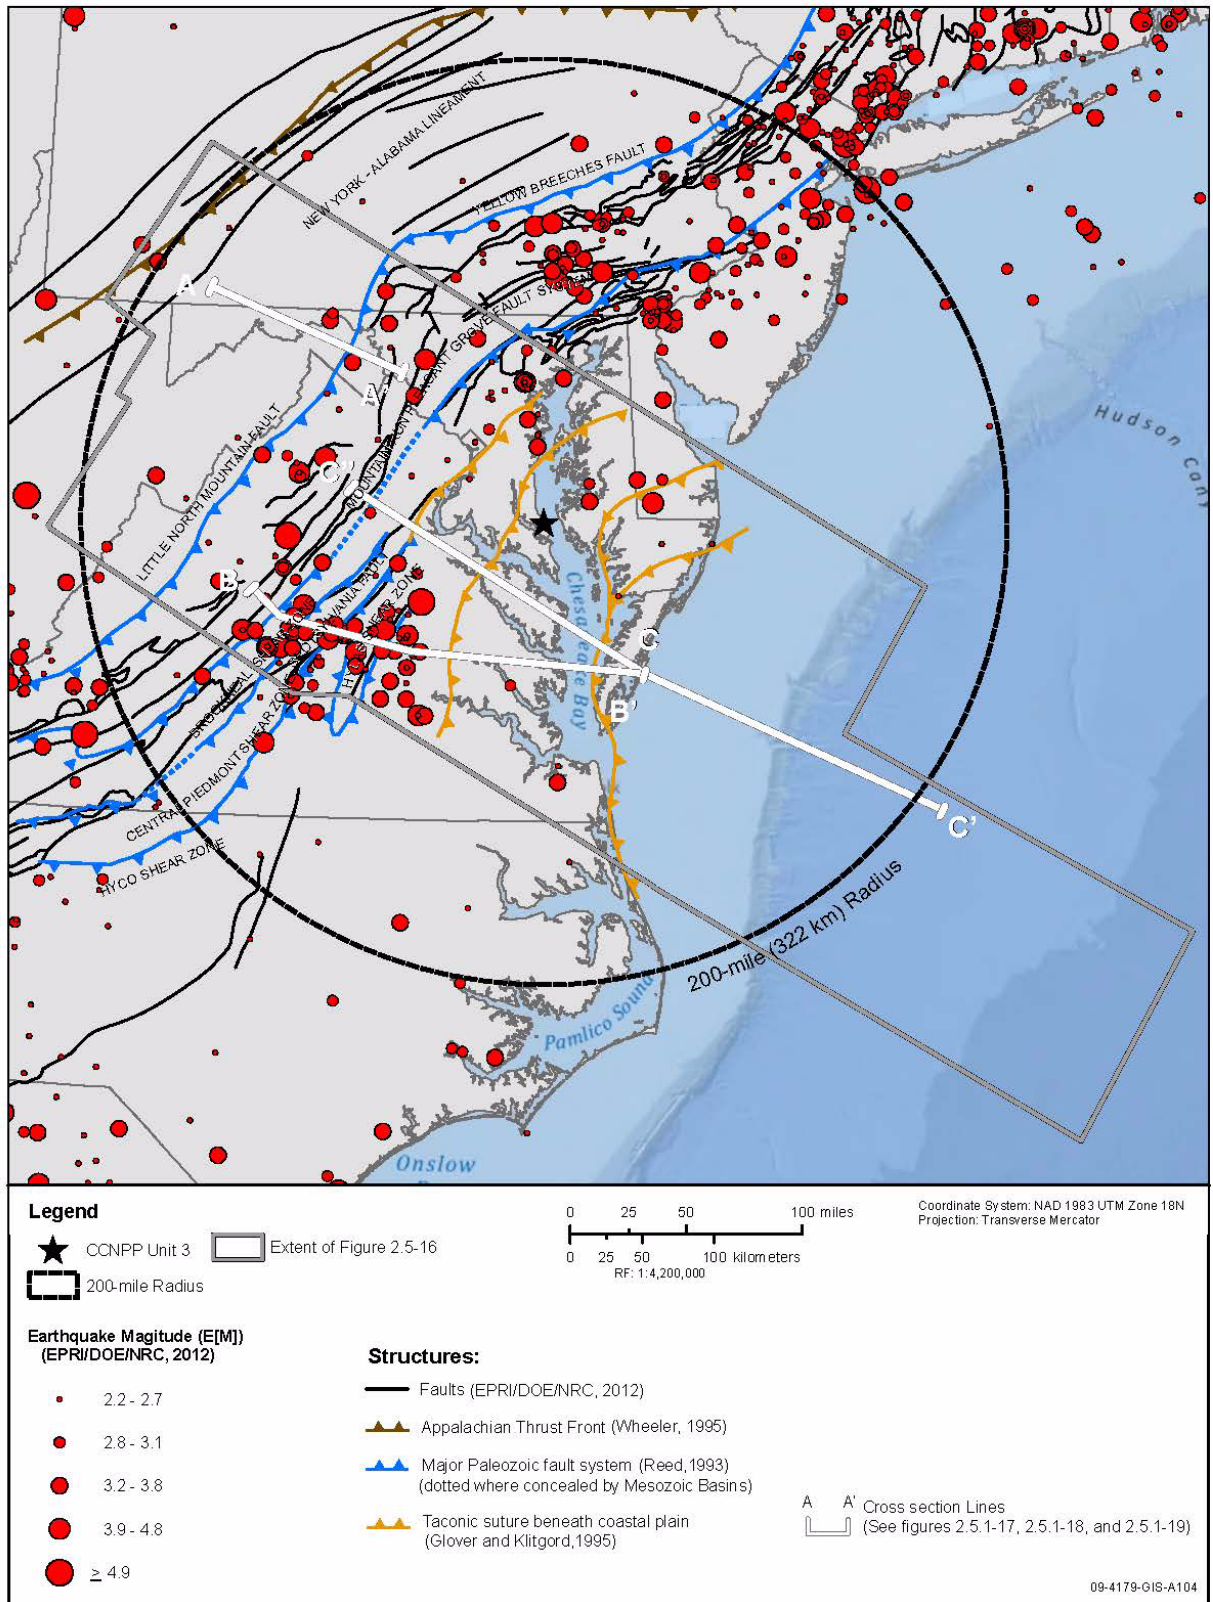 NEW YORK - ALABAMA LINEAMENT
YELLOW BREECHES FAULT
A
A'
MOUNTAIN RUN PLEASANT GROVE FAULT SYSTEM
LITTLE NORTH MOUNTAIN FAULT
C"
B
Hudson
Chesapeake Bay
C
B'
C'
CENTRAL PIEDMONT SHEAR ZONE
HYCO SHEAR ZONE
200-mile (322 km) Radius
Pamlico Sound
Onslow
Legend
CCNPP Unit 3
Extent of Figure 2.5-16
200-mile Radius
0 25 50 100 miles
0 25 50 100 kilometers
RF: 1:4,200,000
Coordinate System: NAD 1983 UTM Zone 18N
Projection: Transverse Mercator
Earthquake Magitude (E[M])
(EPRI/DOE/NRC, 2012)
2.2 - 2.7
2.8 - 3.1
3.2 - 3.8
3.9 - 4.8
≥ 4.9
Structures:
Faults (EPRI/DOE/NRC, 2012)
Appalachian Thrust Front (Wheeler, 1995)
Major Paleozoic fault system (Reed,1993)
(dotted where concealed by Mesozoic Basins)
Taconic suture beneath coastal plain
(Glover and Klitgord,1995)
A A' Cross section Lines
(See figures 2.5.1-17, 2.5.1-18, and 2.5.1-19)
09-4179-GIS-A104